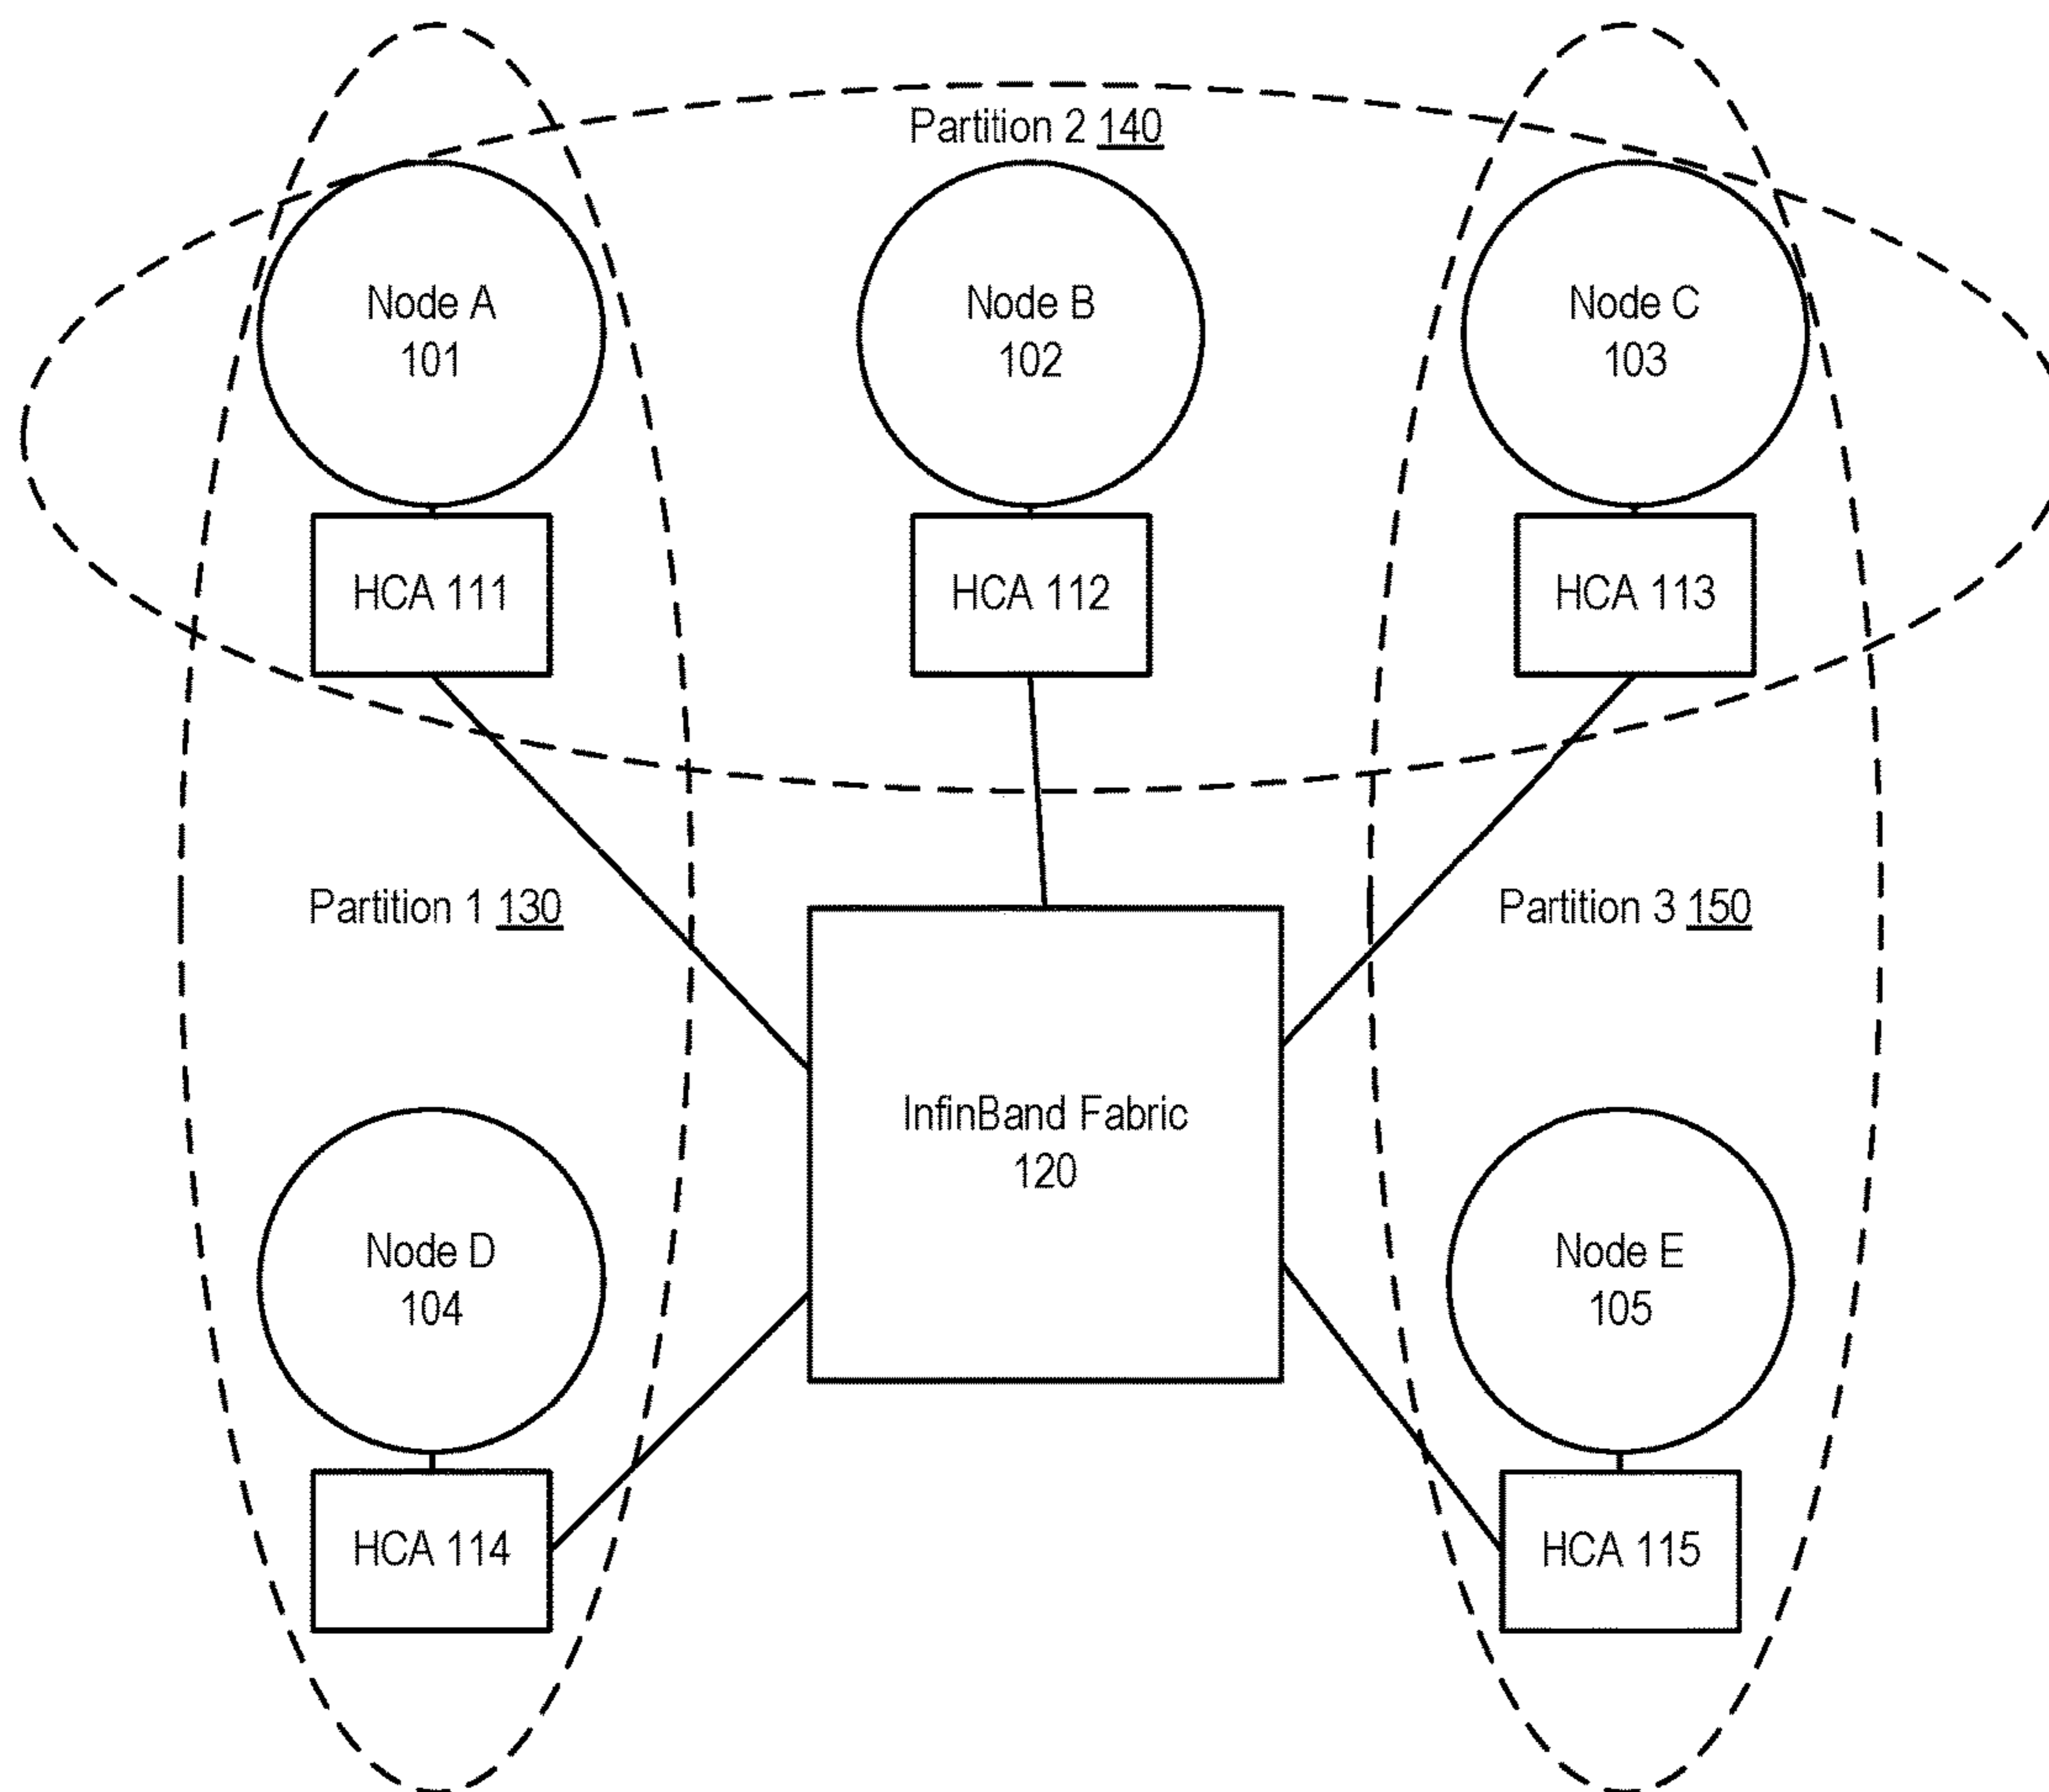 Partition 2 140
Node A
101
Node B
102
Node C
103
HCA 111
HCA 112
HCA 113
Partition 1 130
Partition 3 150
InfinBand Fabric
120
Node D
104
Node E
105
HCA 114
HCA 115